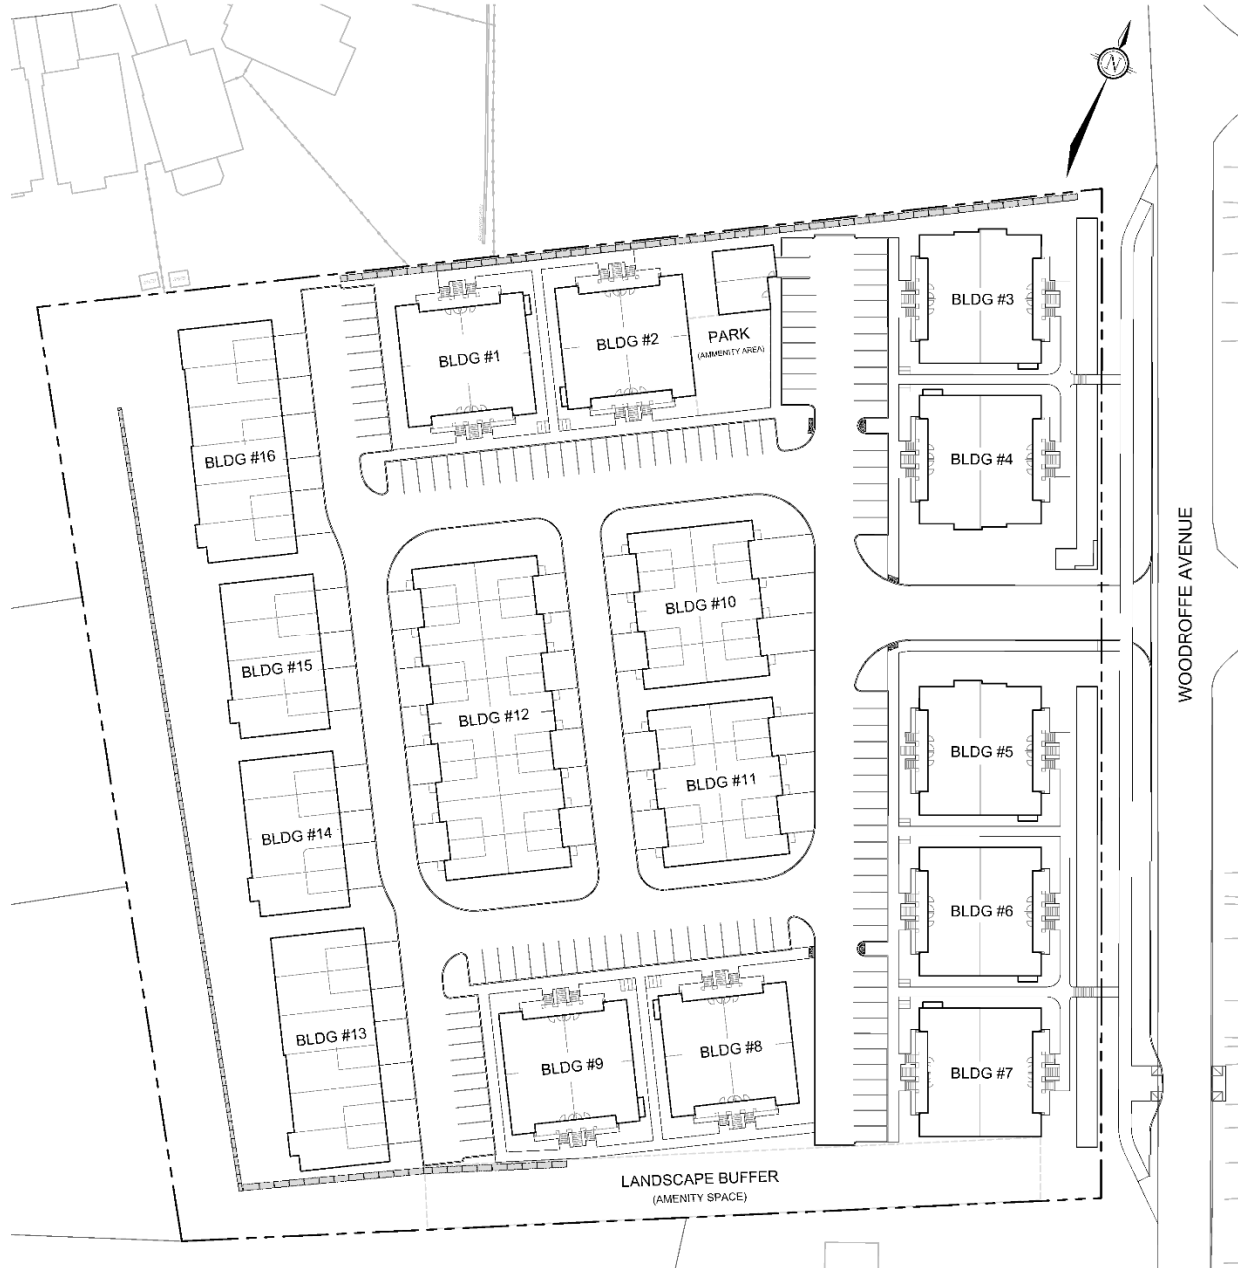 N
BLDG #3
BLDG #2
PARK
(AMMENITY AREA)
BLDG #1
BLDG #16
BLDG #4
WOODROFFE AVENUE
BLDG #10
BLDG #15
BLDG #12
BLDG #5
BLDG #11
BLDG #14
BLDG #6
BLDG #13
BLDG #8
BLDG #9
BLDG #7
LANDSCAPE BUFFER
(AMENITY SPACE)